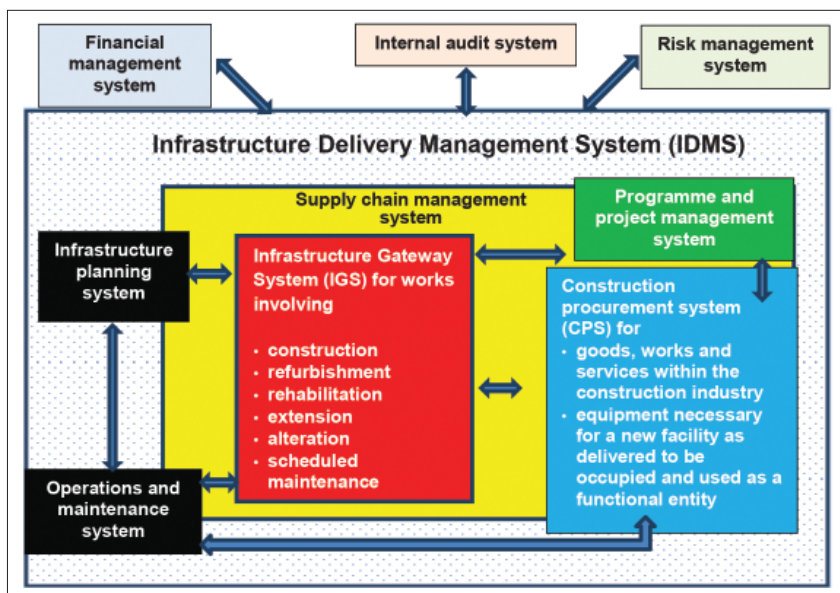 Financial
management
system
Internal audit system
Risk management
system
Infrastructure Delivery Management System (IDMS)
Supply chain management
system
Programme and
project management
system
Infrastructure
planning
system
Infrastructure Gateway
System (IGS) for works
involving
• construction
• refurbishment
• rehabilitation
• extension
• alteration
• scheduled
maintenance
Construction
procurement system
(CPS) for
• goods, works and
services within the
construction industry
• equipment necessary
for a new facility as
delivered to be
occupied and used as a
functional entity
Operations and
maintenance
system